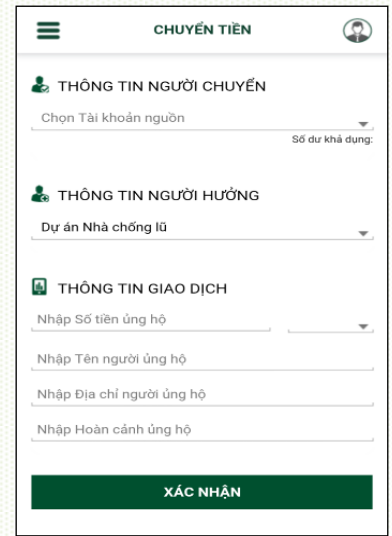 CHUYỂN TIỀN
THÔNG TIN NGƯỜI CHUYỂN
Chọn Tài khoản nguồn
Số dư khả dụng:
THÔNG TIN NGƯỜI HƯỞNG
Dự án Nhà chống lũ
THÔNG TIN GIAO DỊCH
Nhập Số tiền ủng hộ
Nhập Tên người ủng hộ
Nhập Địa chỉ người ủng hộ
Nhập Hoàn cảnh ủng hộ
XÁC NHẬN